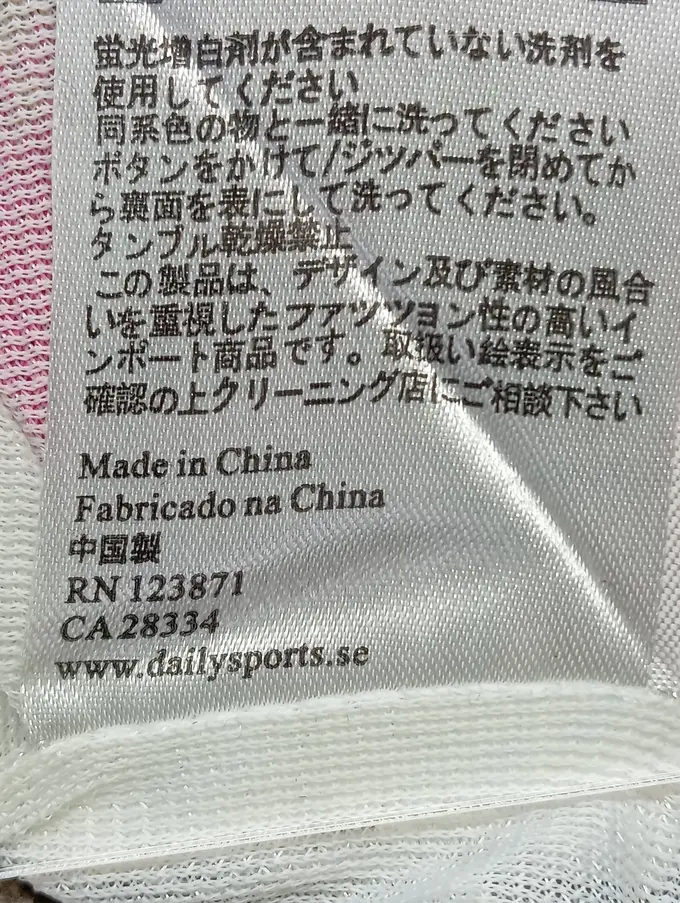 蛍光増白剤が含まれていない洗剤を
使用してください
同系色の物と一緒に洗ってください
ボタンをかけて/ジツパーを閉めてか
ら裏面を表にして洗ってください。
タンブル乾燥禁止
この製品は、デザイン及び素材の風合
いを重視したファツツヨン性の高いイ
ンポート商品です。取扱い絵表示をご
確認の上クリーニング店にご相談下さい
Made in China
Fabricado na China
中国製
RN 123871
CA 28334
www.dailysports.se